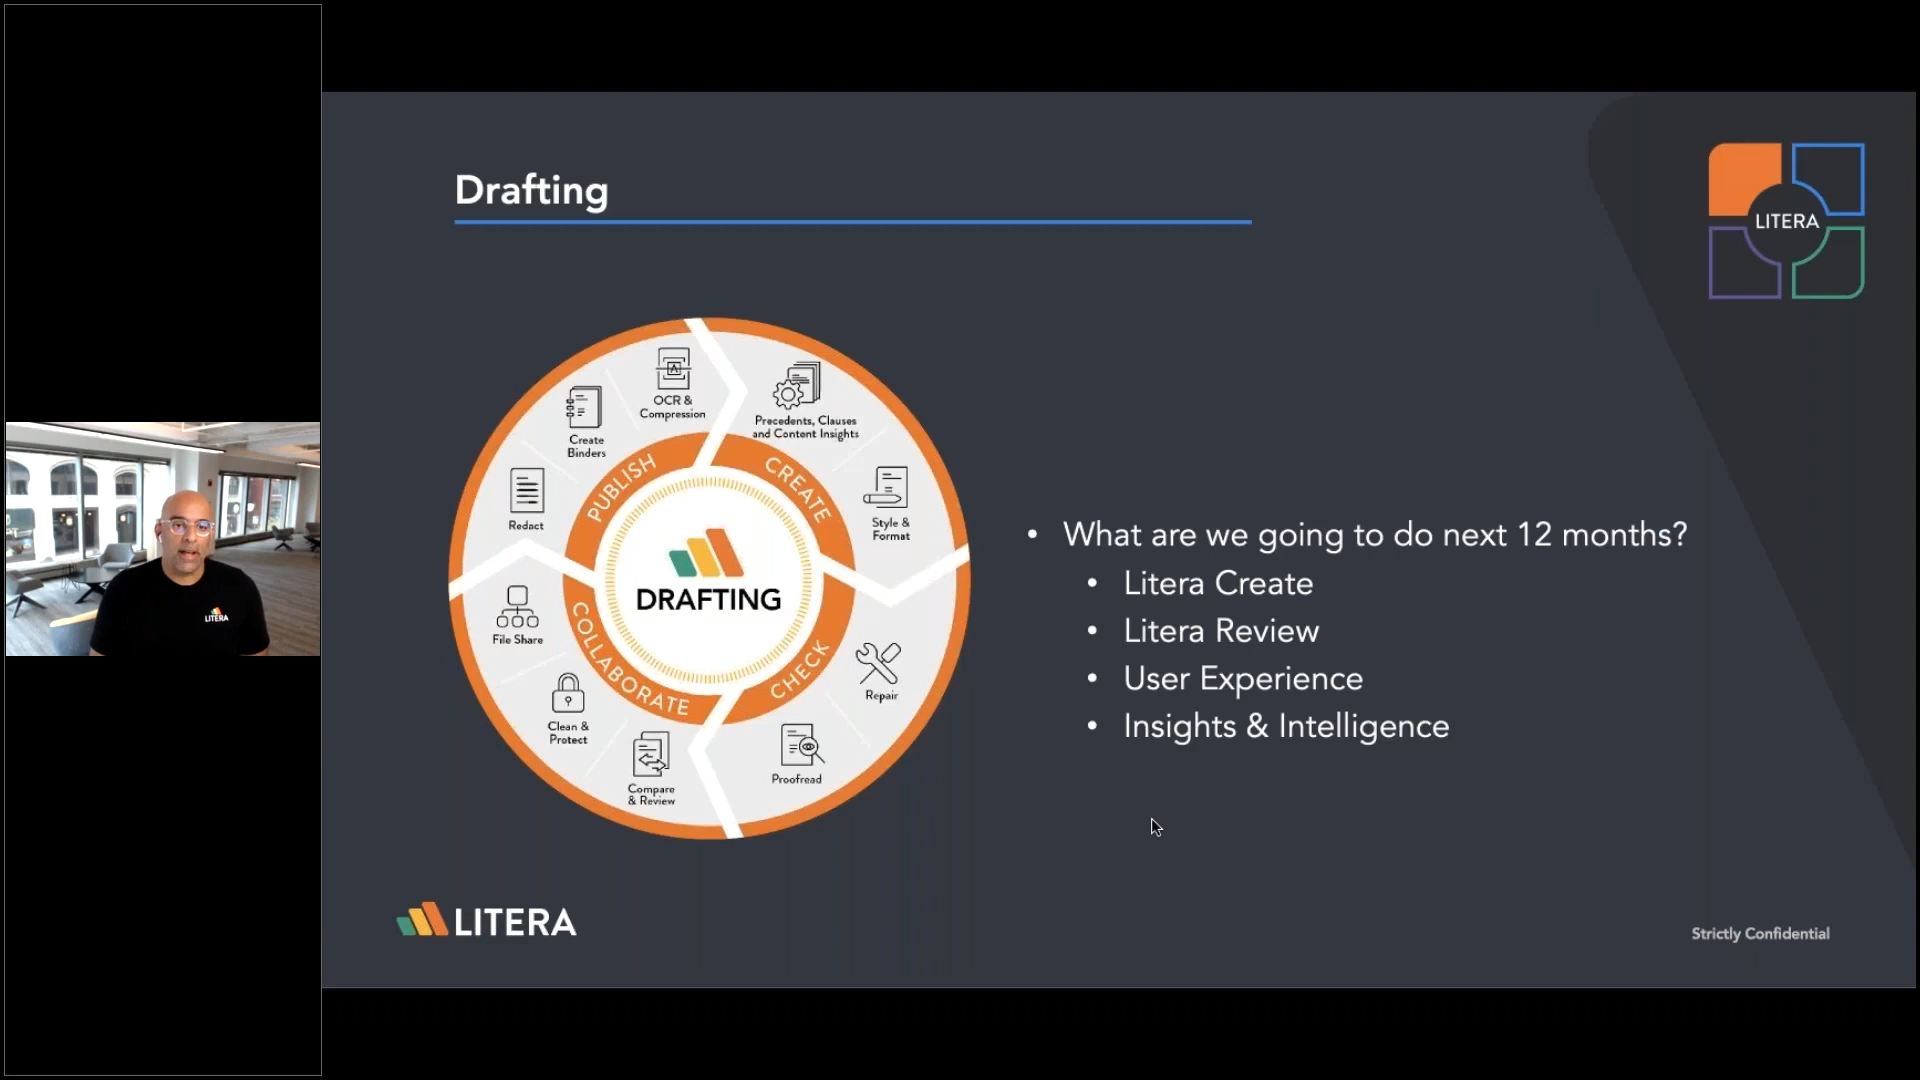 Drafting
LITERA
OCR &
Compression
Create
Binders
Redact
PUBLISH
Precedents, Clauses
and Content Insights
Style &
Format
CREATE
DRAFTING
File Share
Clean &
Protect
Compare
& Review
COLLABORATE
Repair
Proofread
CHECK
• What are we going to do next 12 months?
• Litera Create
• Litera Review
• User Experience
• Insights & Intelligence
LITERA
LITERA
Strictly Confidential